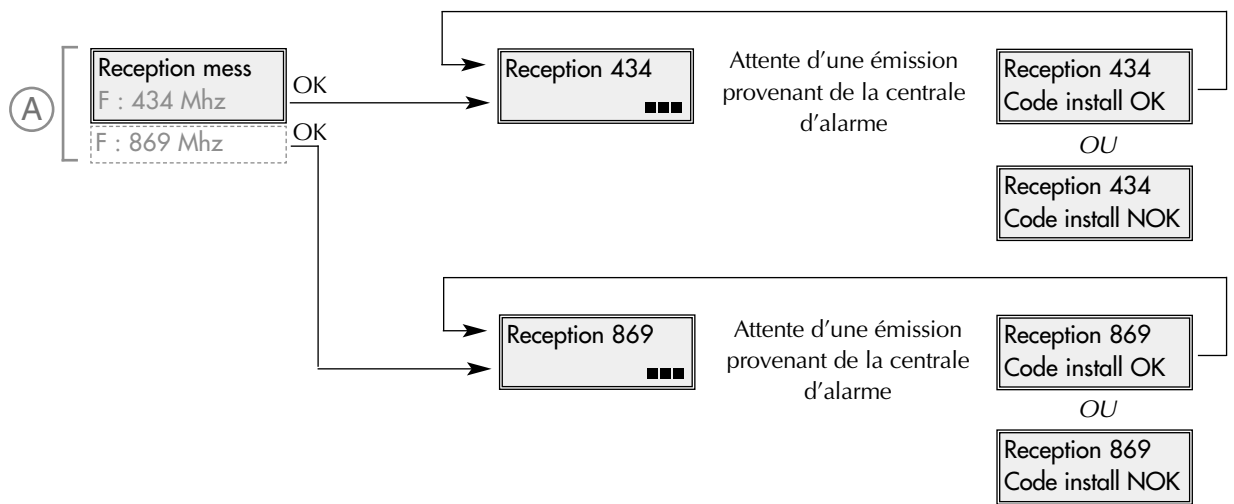 A
Reception mess
F : 434 Mhz
F : 869 Mhz
OK
OK
Reception 434
Attente d'une émission
provenant de la centrale
d'alarme
Reception 434
Code install OK
OU
Reception 434
Code install NOK
Reception 869
Attente d'une émission
provenant de la centrale
d'alarme
Reception 869
Code install OK
OU
Reception 869
Code install NOK